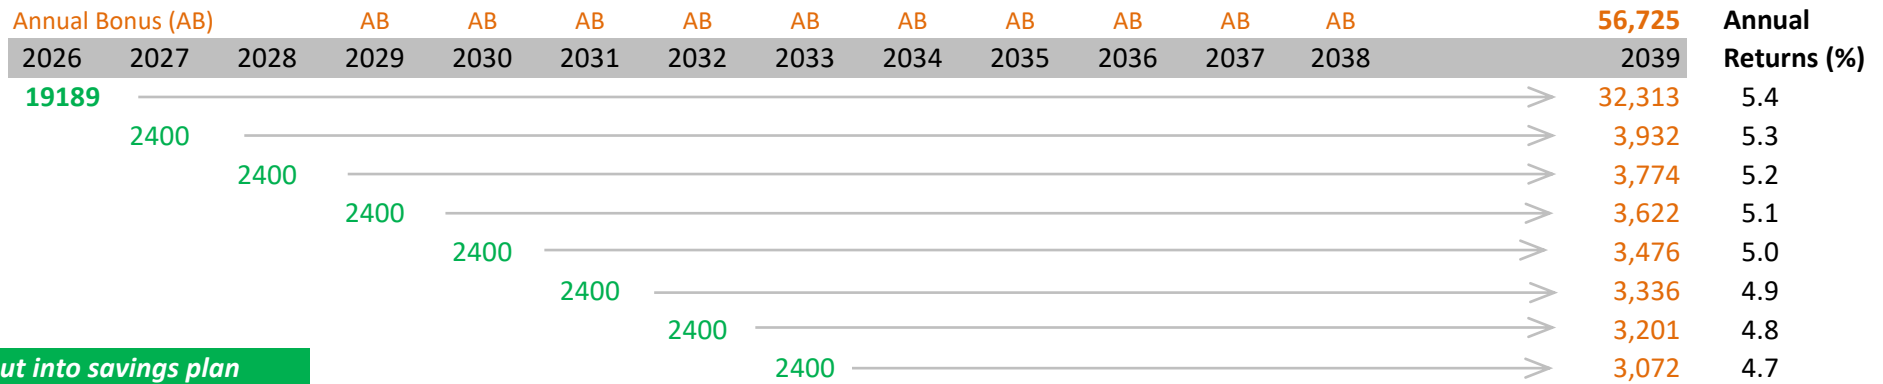 Annual Bonus (AB) AB AB AB AB AB AB AB AB AB AB 56,725 Annual
2026 2027 2028 2029 2030 2031 2032 2033 2034 2035 2036 2037 2038 2039 Returns (%)
19189 32,313 5.4
2400 3,932 5.3
2400 3,774 5.2
2400 3,622 5.1
2400 3,476 5.0
2400 3,336 4.9
2400 3,201 4.8
ut into savings plan 2400 3,072 4.7